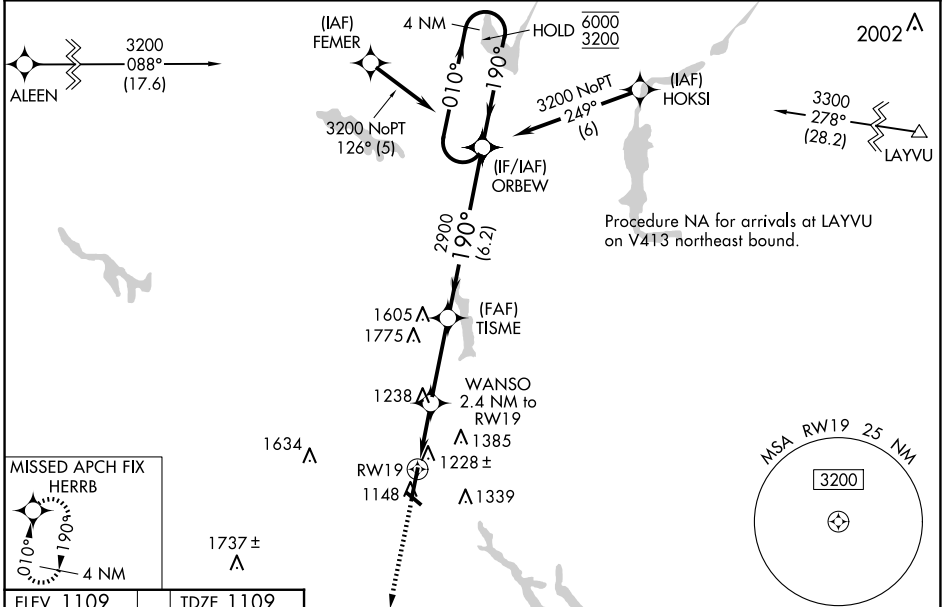 ALEEN
3200
088°
(17.6)
(IAF)
FEMER
3200 NoPT
126° (5)
4 NM
HOLD
6000
3200
010°
190°
3200 NoPT
249°
(6)
(IAF)
HOKSI
2002
3300
278°
(28.2)
LAYVU
(IF/IAF)
ORBEW
Procedure NA for arrivals at LAYVU
on V413 northeast bound.
2900
190°
(6.2)
1605
1775
(FAF)
TISME
1238
WANSO
2.4 NM to
RW19
1385
1228 ±
1634
RW19
1148
1339
MSA RW19 25 NM
3200
MISSED APCH FIX
HERRB
010°
190°
4 NM
1737 ±
ELEV 1109
TDZE 1109